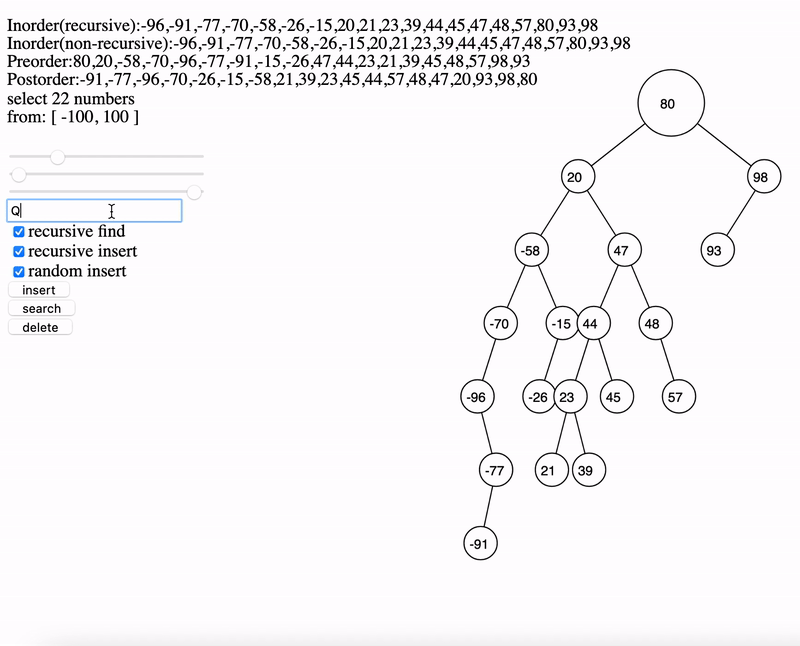 Inorder(recursive):-96,-91,-77,-70,-58,-26,-15,20,21,23,39,44,45,47,48,57,80,93,98
Inorder(non-recursive):-96,-91,-77,-70,-58,-26,-15,20,21,23,39,44,45,47,48,57,80,93,98
Preorder:80,20,-58,-70,-96,-77,-91,-15,-26,47,44,23,21,39,45,48,57,98,93
Postorder:-91,-77,-96,-70,-26,-15,-58,21,39,23,45,44,57,48,47,20,93,98,80
select 22 numbers
from: [ -100, 100 ]
Q
recursive find
recursive insert
random insert
insert
search
delete
80
20
98
-58
47
93
-70
-15
44
48
-96
-26
23
45
57
-77
21
39
-91